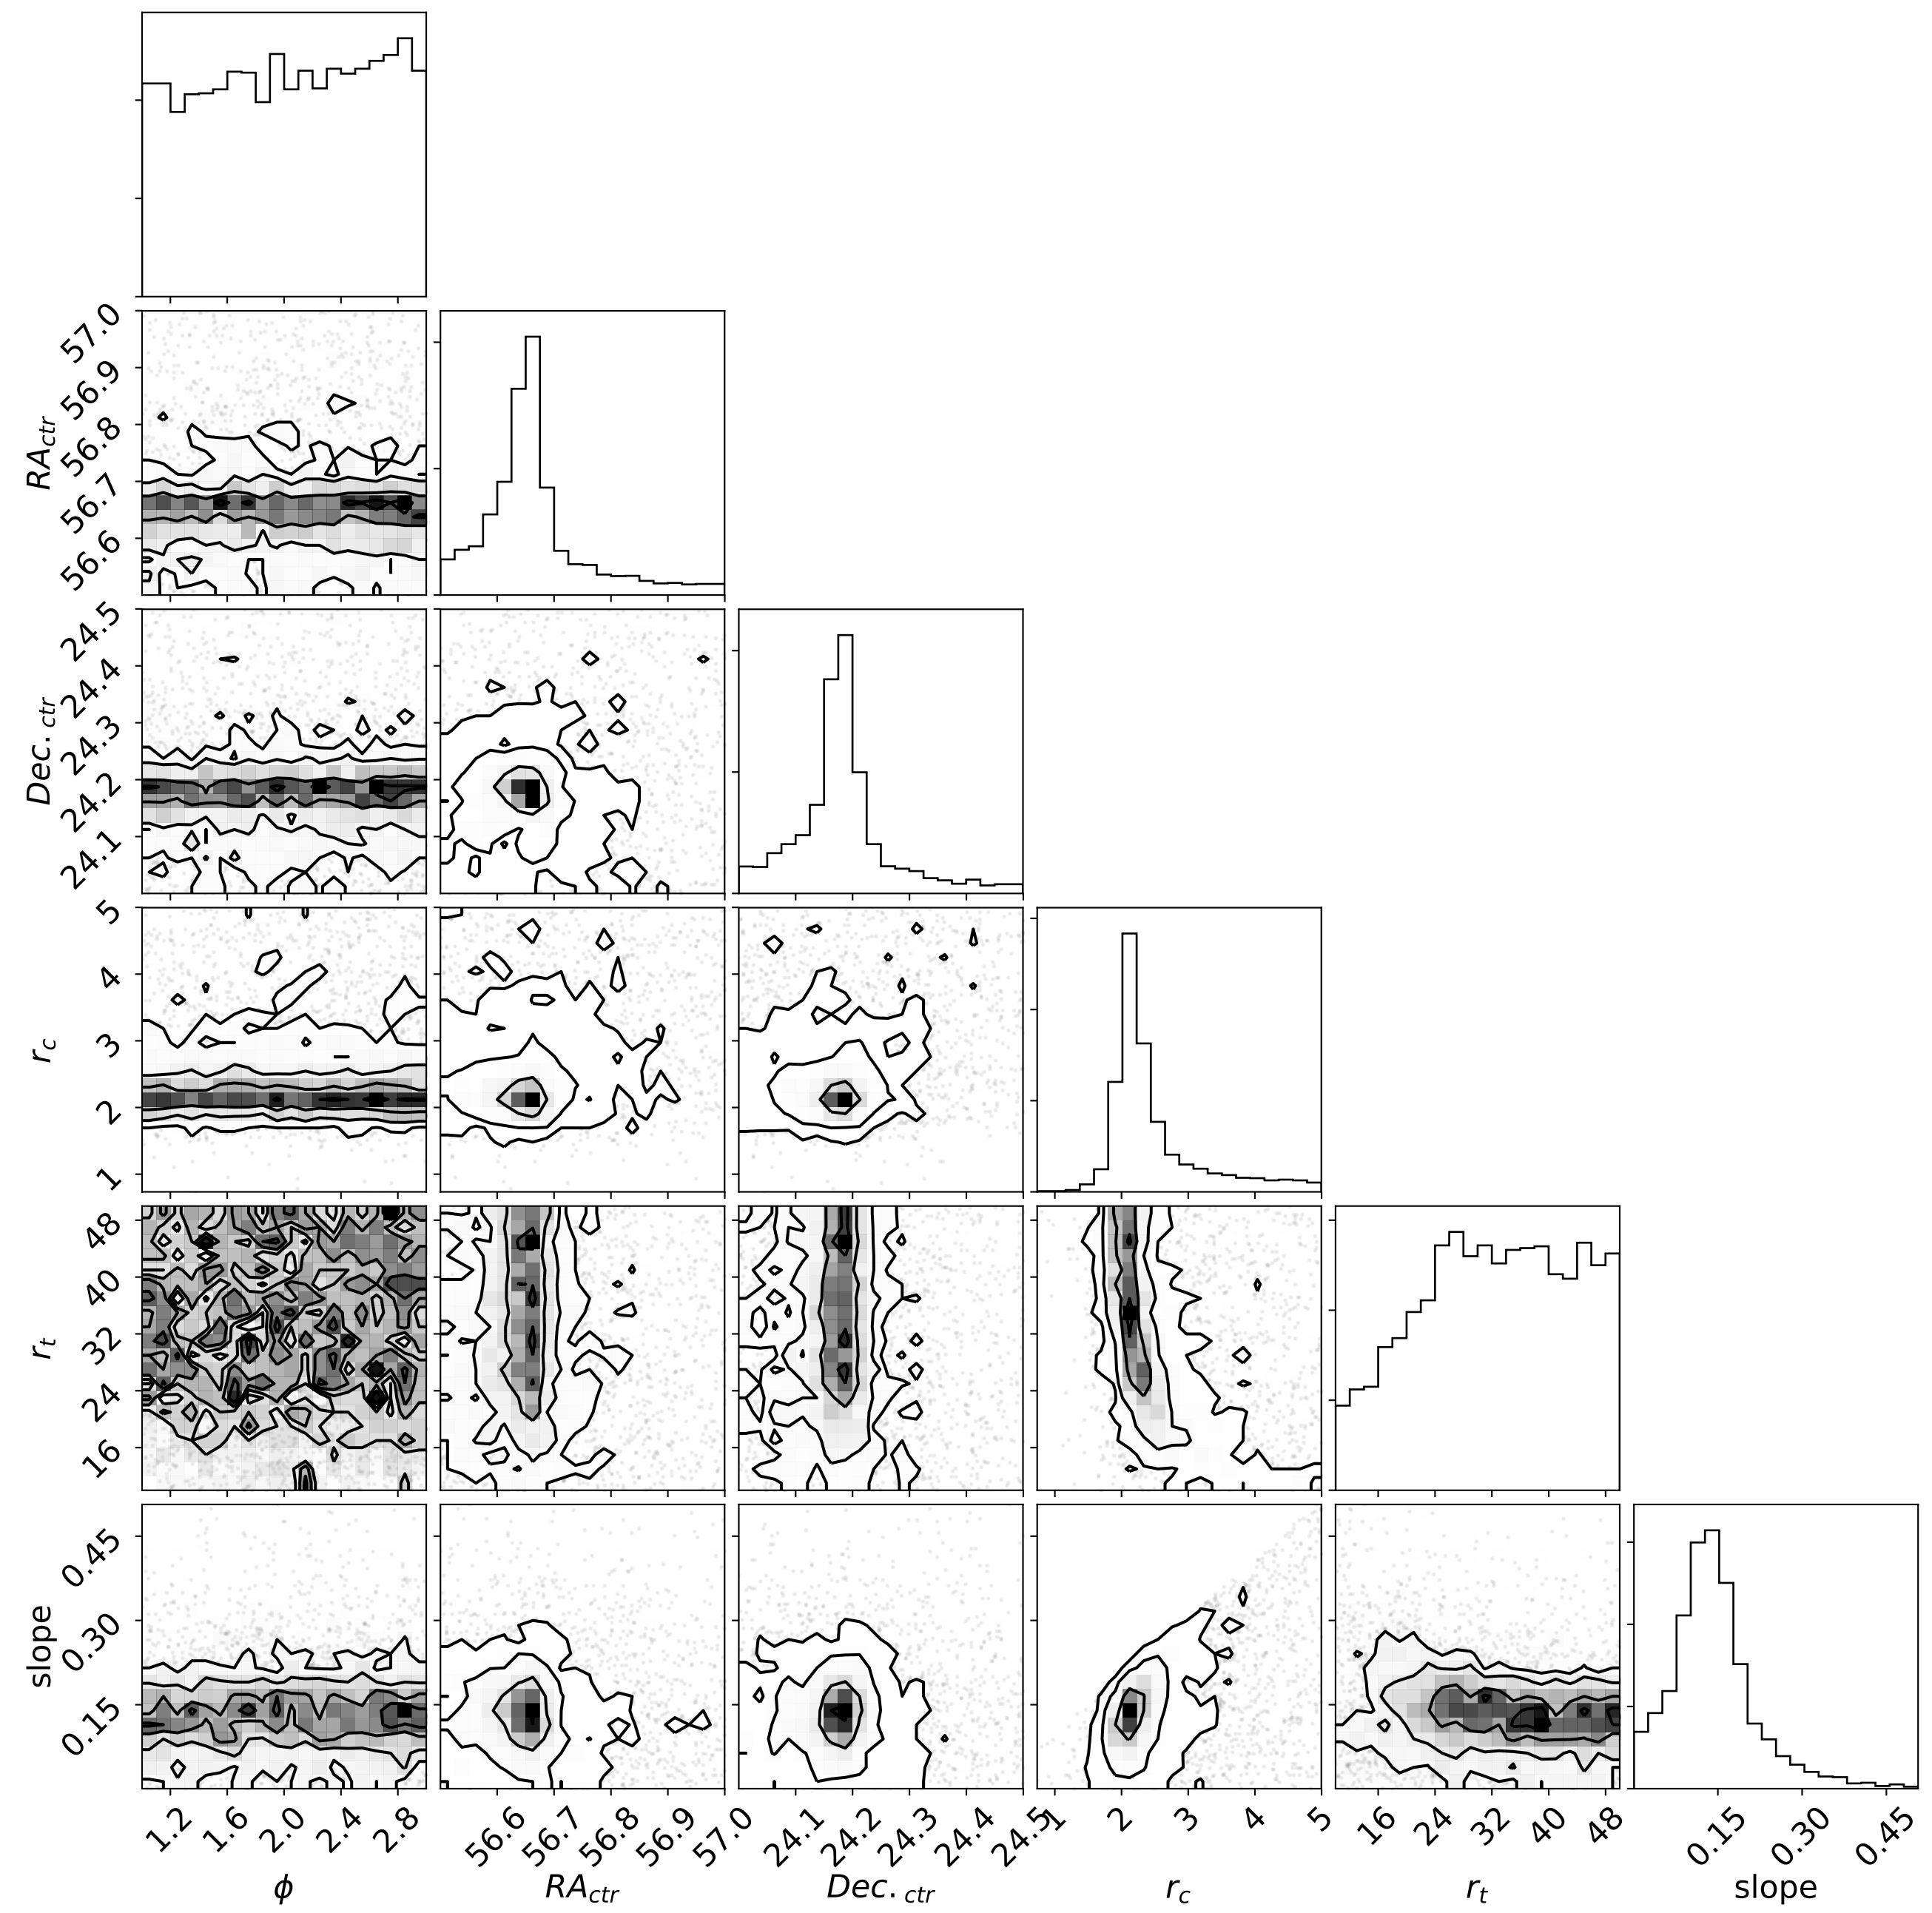 57.0
56.9
56.8
56.7
56.6
RA_ctr
24.5
24.4
24.3
24.2
24.1
Dec._ctr
5
4
3
2
1
r_c
48
40
32
24
16
r_t
0.45
0.30
0.15
slope
1.2 1.6 2.0 2.4 2.8
56.6 56.7 56.8 56.9 57.0
24.1 24.2 24.3 24.4 24.5
1 2 3 4 5
16 24 32 40 48
0.15 0.30 0.45
ϕ RA_ctr Dec._ctr r_c r_t slope